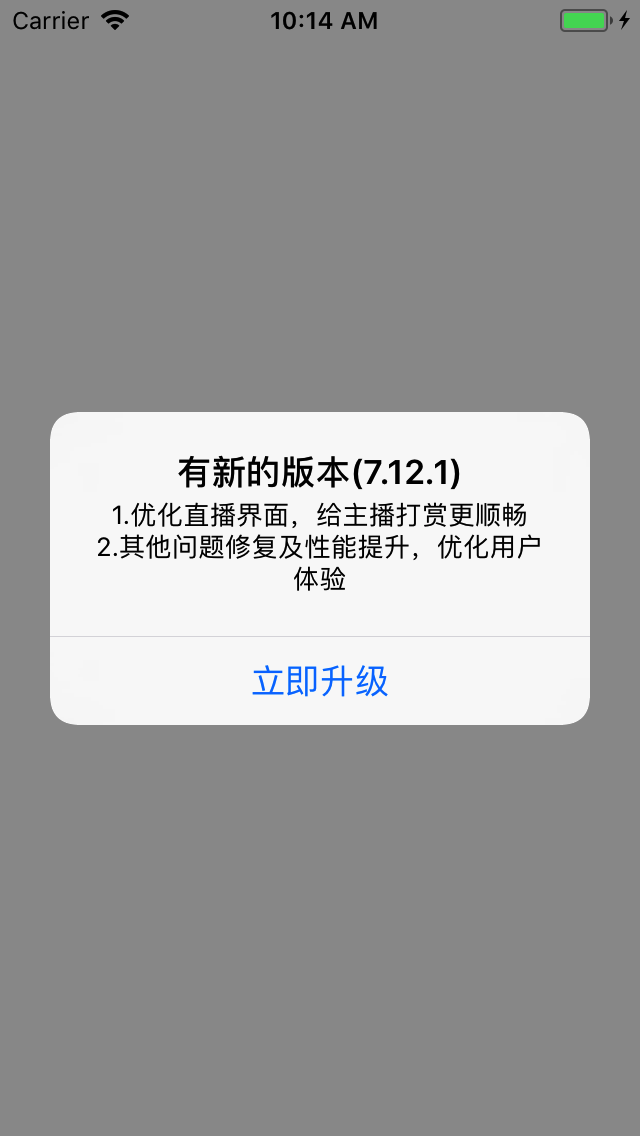 Carrier
10:14 AM
有新的版本(7.12.1)
1.优化直播界面，给主播打赏更顺畅
2.其他问题修复及性能提升，优化用户
体验
立即升级